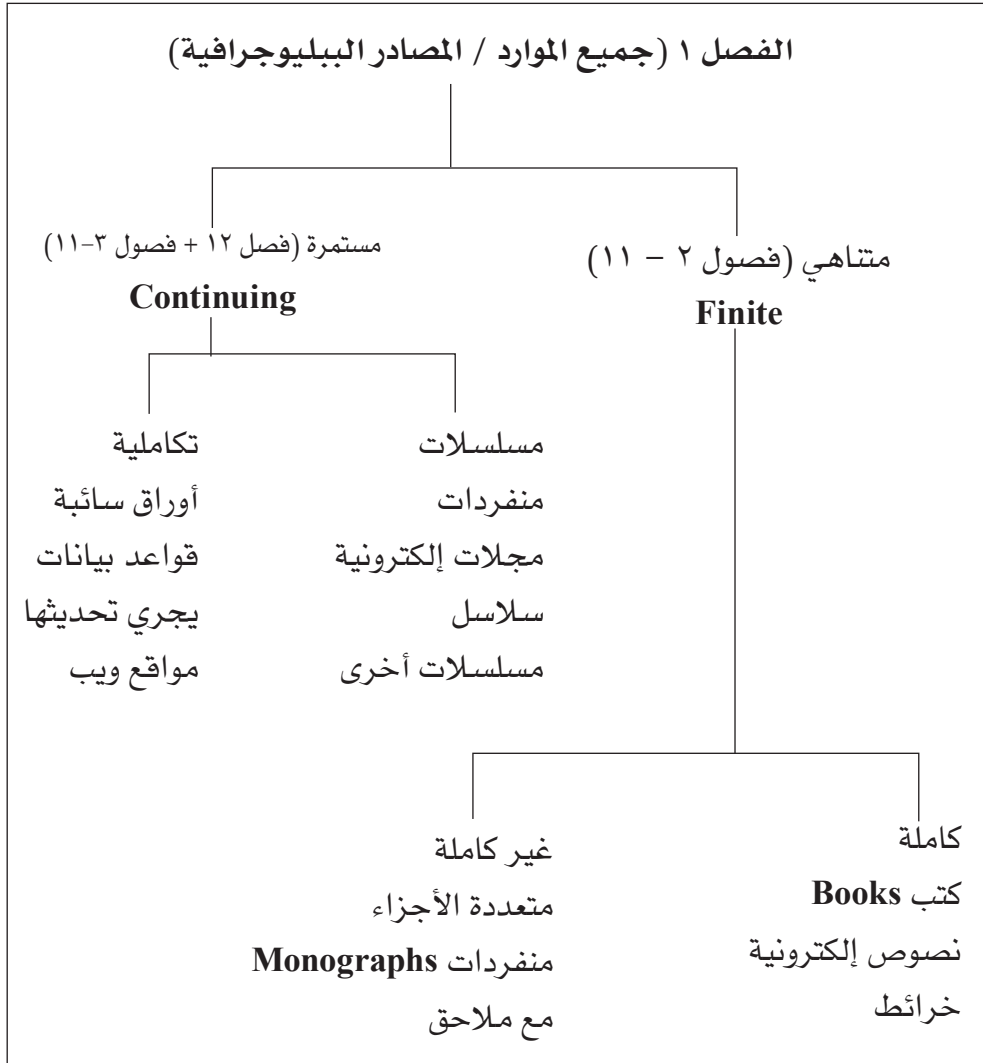 الفصل ١ (جميع الموارد / المصادر الببليوجرافية)
متناهي (فصول ٢ – ١١)
Finite
مستمرة (فصل ١٢ + فصول ٣–١١)
Continuing
مسلسلات
منفردات
مجلات إلكترونية
سلاسل
مسلسلات أخرى
تكاملية
أوراق سائبة
قواعد بيانات
يجري تحديثها
مواقع ويب
كاملة
كتب Books
نصوص إلكترونية
خرائط
غير كاملة
متعددة الأجزاء
منفردات Monographs
مع ملاحق